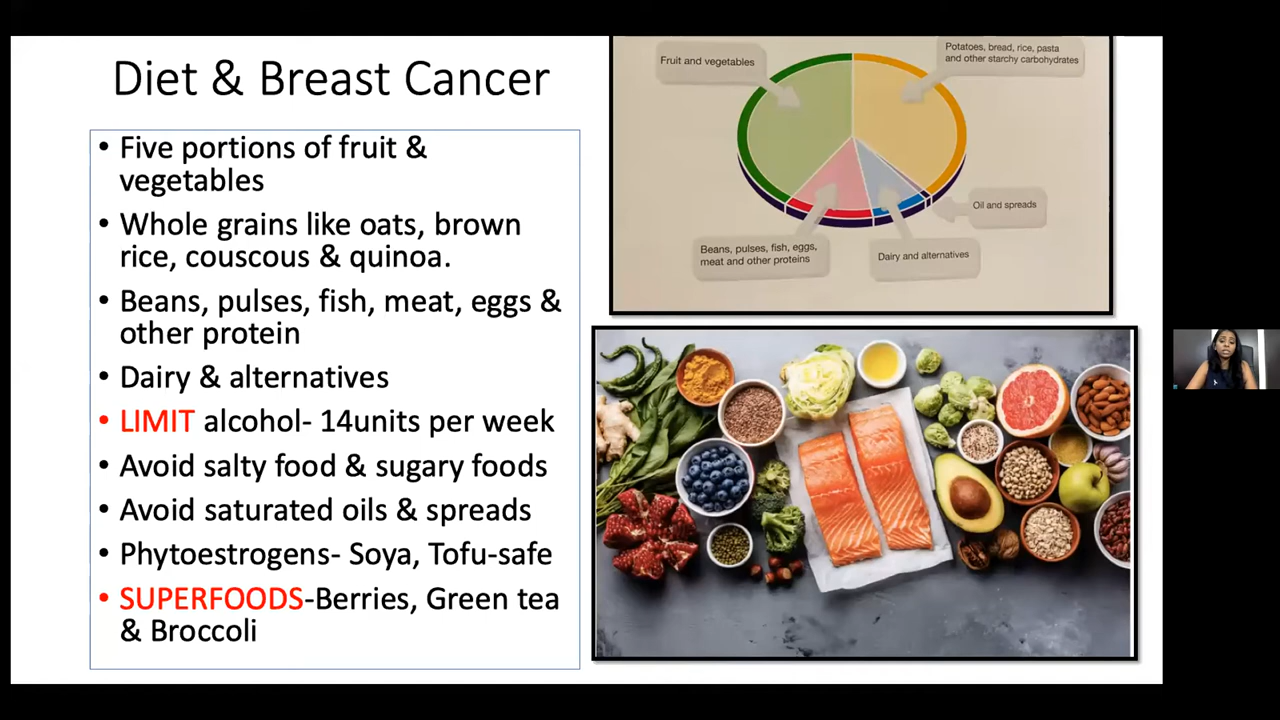 Diet & Breast Cancer
• Five portions of fruit &
vegetables
• Whole grains like oats, brown
rice, couscous & quinoa.
• Beans, pulses, fish, meat, eggs &
other protein
• Dairy & alternatives
• LIMIT alcohol- 14units per week
• Avoid salty food & sugary foods
• Avoid saturated oils & spreads
• Phytoestrogens- Soya, Tofu-safe
• SUPERFOODS-Berries, Green tea
& Broccoli
Fruit and vegetables
Potatoes, bread, rice, pasta
and other starchy carbohydrates
Oil and spreads
Beans, pulses, fish, eggs,
meat and other proteins
Dairy and alternatives